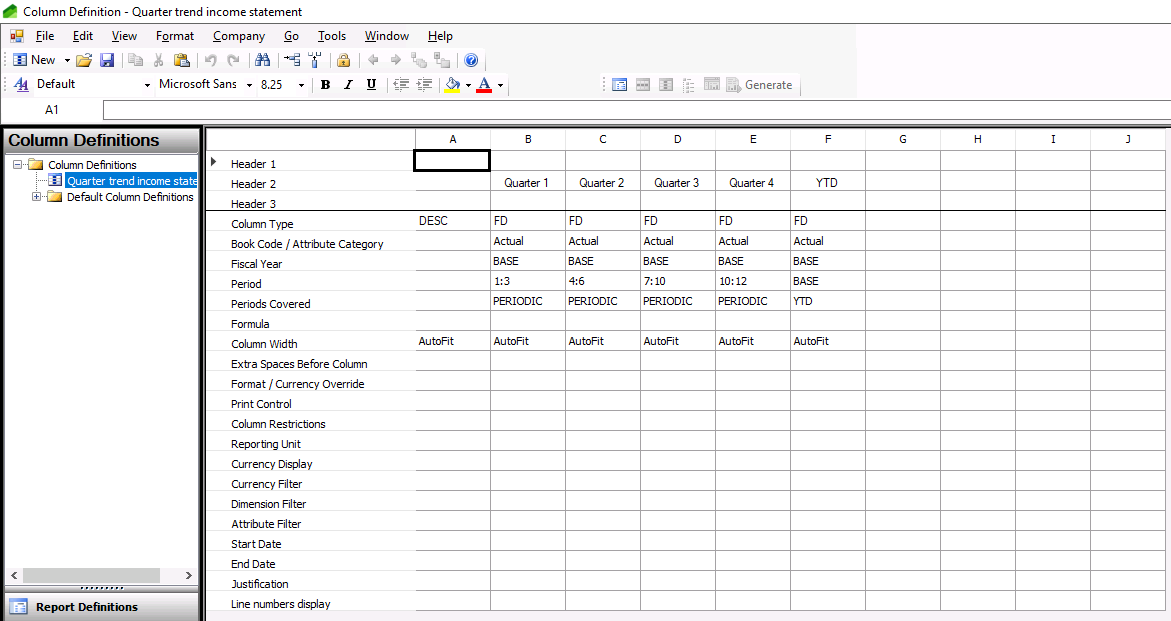 Column Definition - Quarter trend income statement
File Edit View Format Company Go Tools Window Help
New
Default Microsoft Sans 8.25 B I U A Generate
A1
Column Definitions
Column Definitions
Quarter trend income state
Default Column Definitions
Report Definitions
A B C D E F G H I J
Header 1
Header 2 Quarter 1 Quarter 2 Quarter 3 Quarter 4 YTD
Header 3
Column Type DESC FD FD FD FD FD
Book Code / Attribute Category Actual Actual Actual Actual Actual
Fiscal Year BASE BASE BASE BASE BASE
Period 1:3 4:6 7:10 10:12 BASE
Periods Covered PERIODIC PERIODIC PERIODIC PERIODIC YTD
Formula
Column Width AutoFit AutoFit AutoFit AutoFit AutoFit AutoFit
Extra Spaces Before Column
Format / Currency Override
Print Control
Column Restrictions
Reporting Unit
Currency Display
Currency Filter
Dimension Filter
Attribute Filter
Start Date
End Date
Justification
Line numbers display